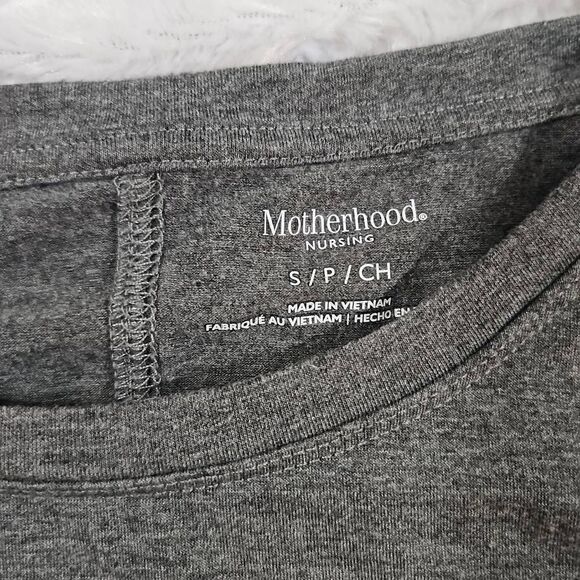 Motherhood®
NURSING
S / P / CH
MADE IN VIETNAM
FABRIQUÉ AU VIETNAM | HECHO EN